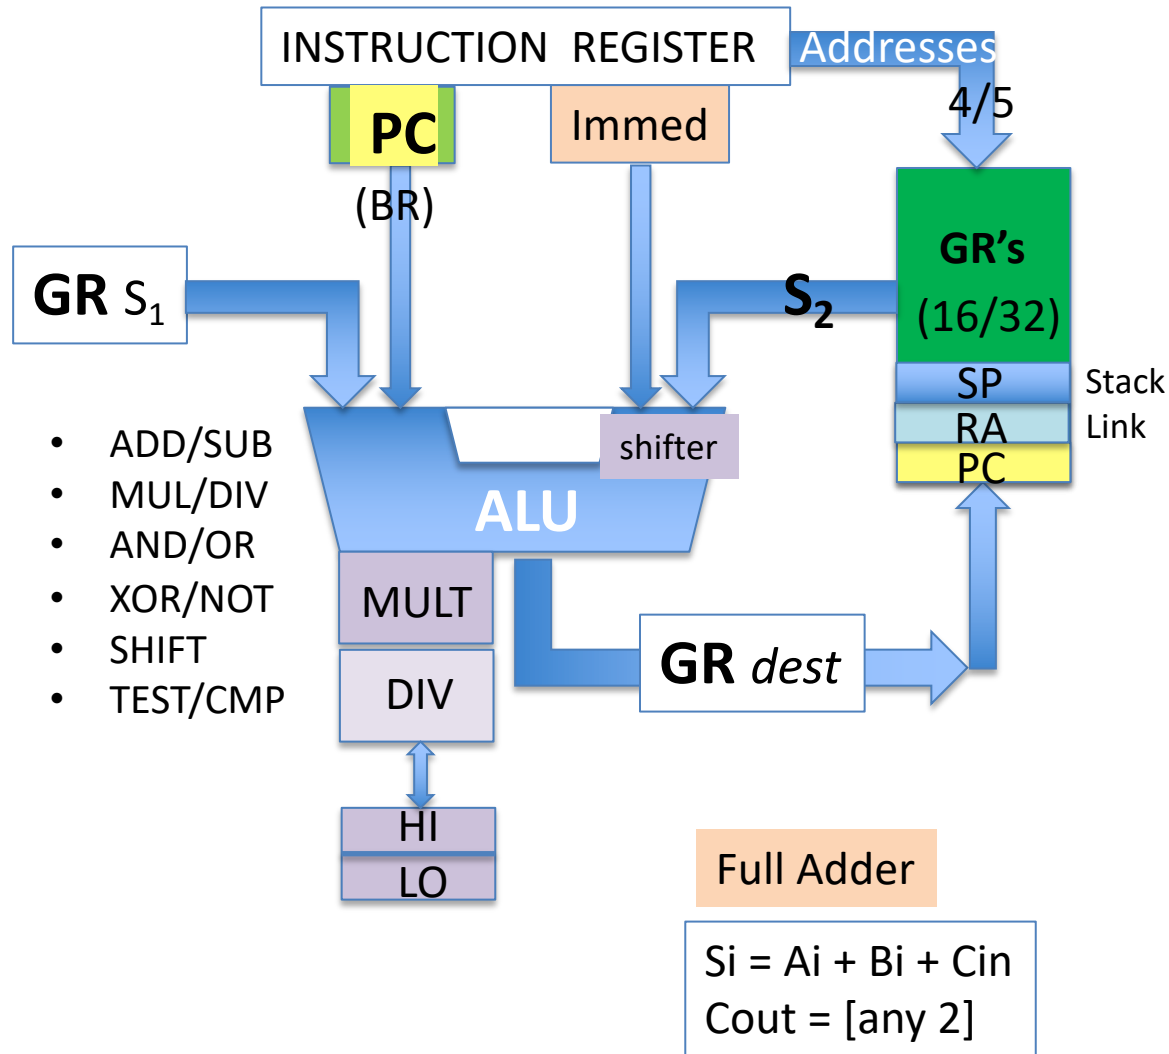 INSTRUCTION REGISTER
Addresses
4/5
PC
(BR)
Immed
GR S₁
S₂
GR's
(16/32)
SP
Stack
RA
Link
PC
shifter
ALU
• ADD/SUB
• MUL/DIV
• AND/OR
• XOR/NOT
• SHIFT
• TEST/CMP
MULT
DIV
GR dest
HI
LO
Full Adder
Si = Ai + Bi + Cin
Cout = [any 2]